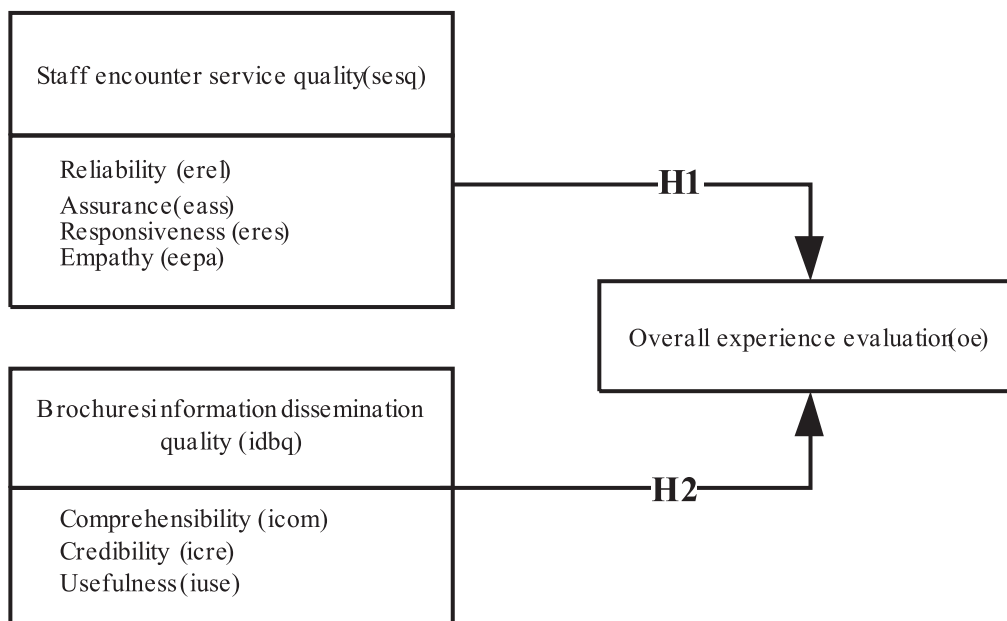 Staff encounter service quality(sesq)
Reliability (erel)
Assurance(eass)
Responsiveness (eres)
Empathy (eepa)
H1
Overall experience evaluation(oe)
Brochuresinformation dissemination
quality (idbq)
H2
Comprehensibility (icom)
Credibility (icre)
Usefulness (iuse)